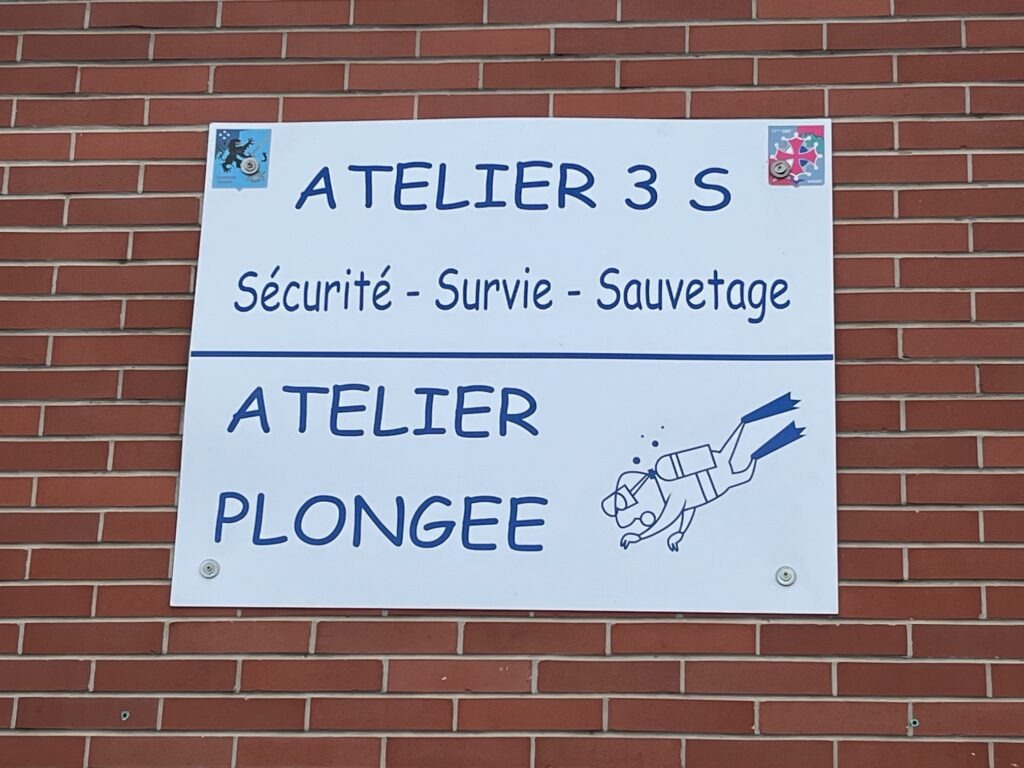 ATELIER 3 S
Sécurité - Survie - Sauvetage
ATELIER
PLONGEE